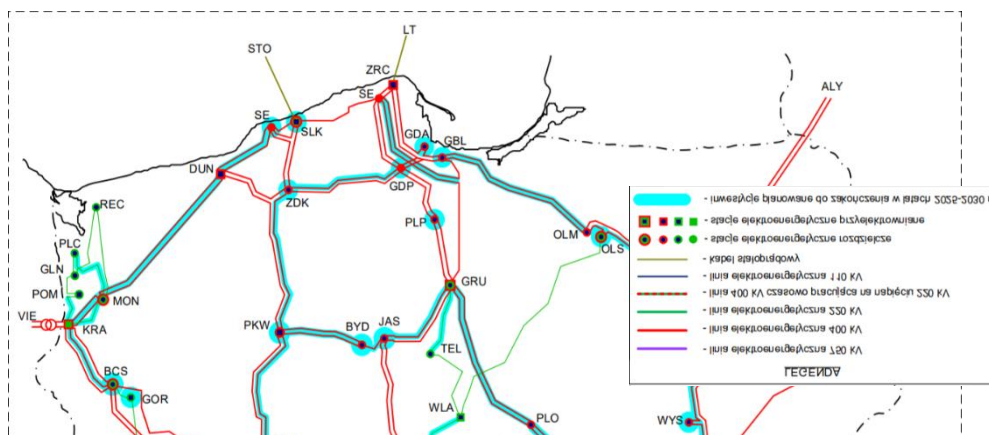 LT
STO
ZRC
ALY
ŚE
SE
SLK
GDA
GBL
DUN
GDP
ZDK
REC
PLP
OLM
OLS
PLC
GLN
POM
MON
GRU
VIE
KRA
PKW
BYD
JAS
TEL
BCS
GOR
WLA
PLO
WYS
- inwestycje planowane do zakończenia w latach 2025-2030
- stacje elektroenergetyczne przyelektrowniane
- stacje elektroenergetyczne rozdzielcze
- kabel stałoprądowy
- linia elektroenergetyczna 110 kV
- linia 400 kV czasowo pracująca na napięciu 220 kV
- linia elektroenergetyczna 220 kV
- linia elektroenergetyczna 400 kV
- linia elektroenergetyczna 750 kV
LEGENDA